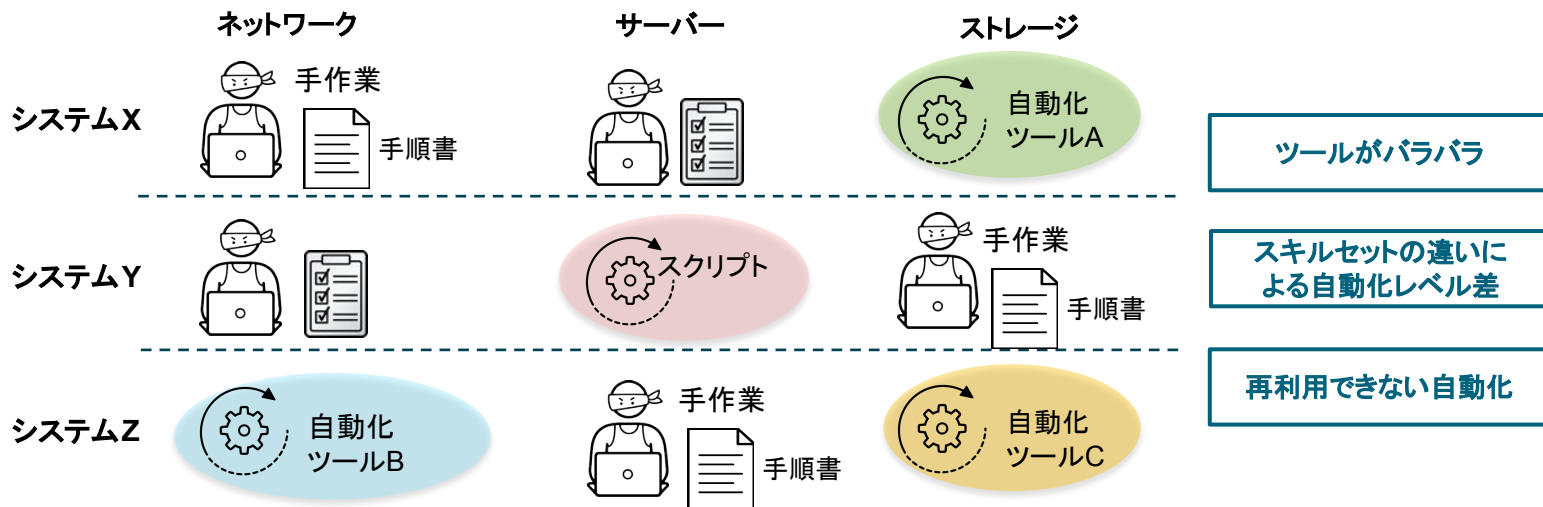 ネットワーク
サーバー
ストレージ
システムX
手作業
手順書
自動化
ツールA
システムY
スクリプト
手作業
手順書
システムZ
自動化
ツールB
手作業
手順書
自動化
ツールC
ツールがバラバラ
スキルセットの違いに
よる自動化レベル差
再利用できない自動化